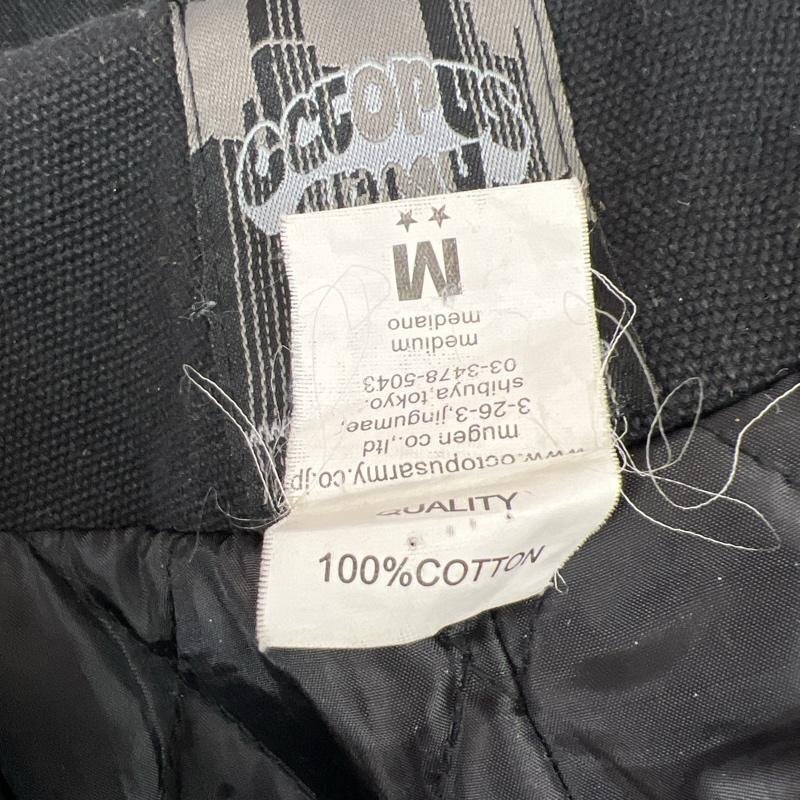 OCTOPUS
www.octopusarmy.co.jp
mugen co.,ltd
3-26-3,jingumae,
shibuya,tokyo.
03-3478-5043
medium
mediano
M
QUALITY
100%COTTON